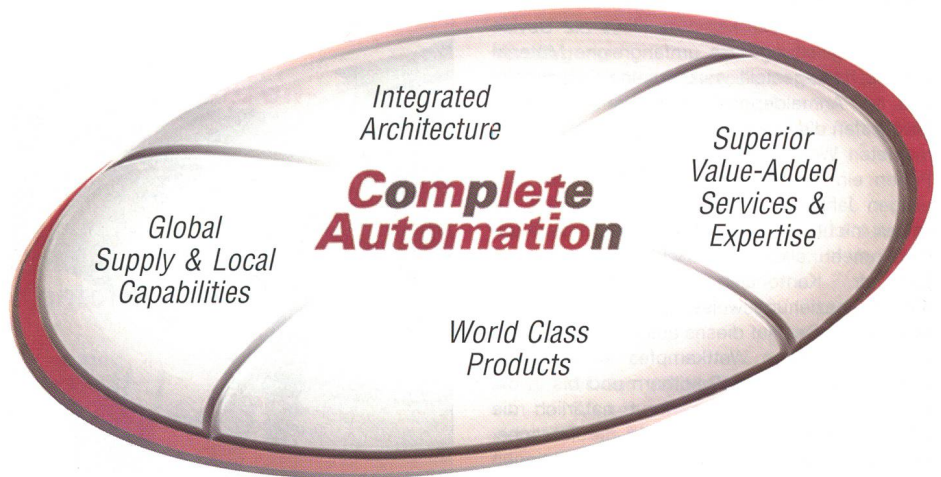 Integrated
Architecture
Superior
Value-Added
Services &
Expertise
Complete
Automation
Global
Supply & Local
Capabilities
World Class
Products